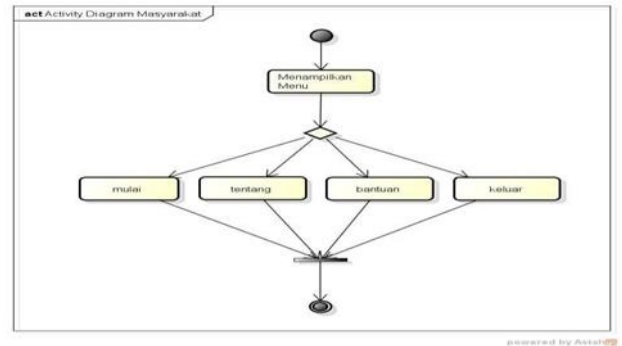 act Activity Diagram Masyarakat
Menampilkan
Menu
mulai
tentang
bantuan
keluar
powered by Astah